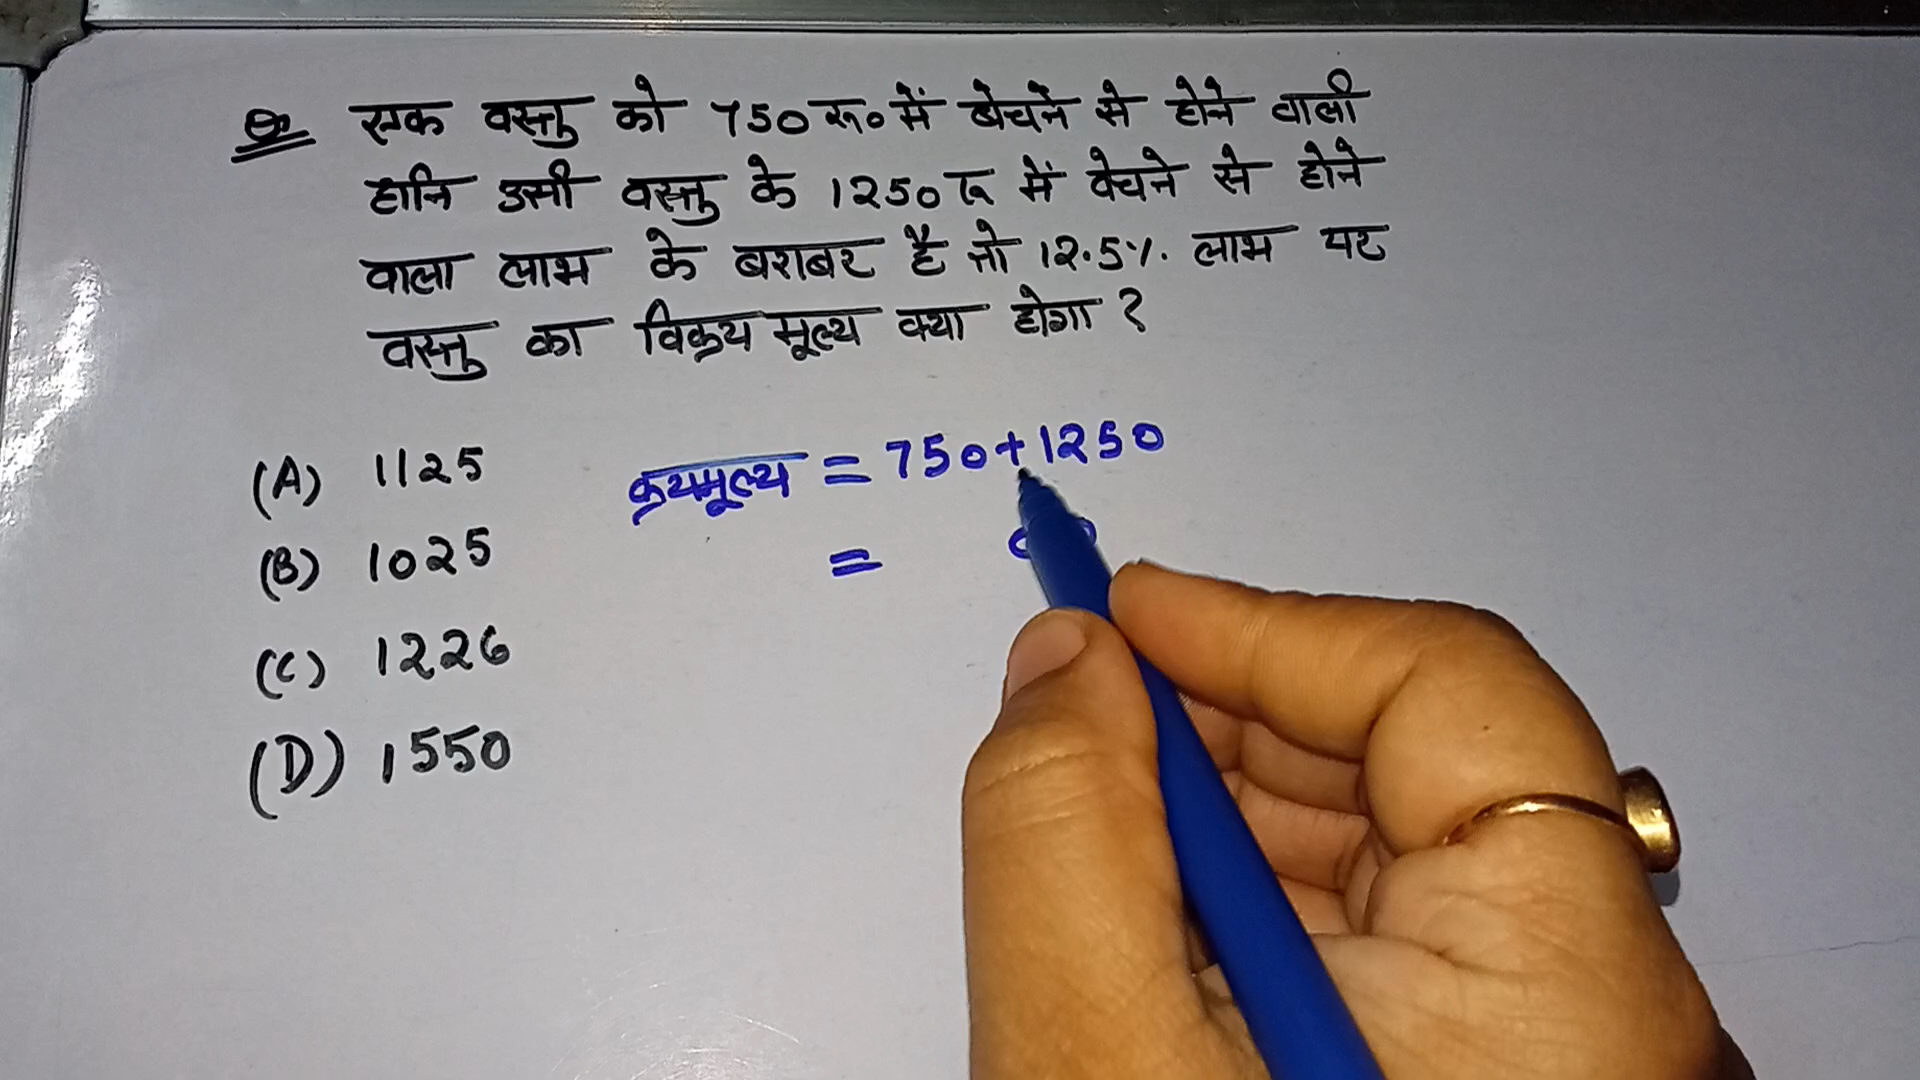 Q एक वस्तु को 750 रू० में बेचने से होने वाली
हानि उसी वस्तु के 1250 रू में बेचने से होने
वाला लाभ के बराबर है तो 12.5%. लाभ पर
वस्तु का विक्रय मूल्य क्या होगा ?
(A) 1125
(B) 1025
(C) 1226
(D) 1550
क्रयमूल्य = 750+1250
=